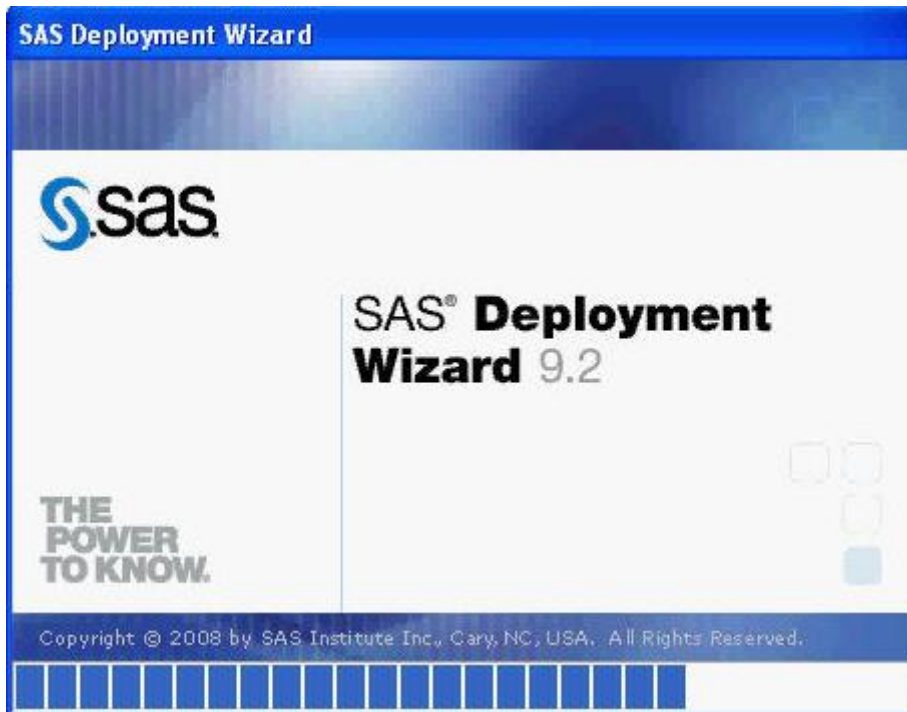 SAS Deployment Wizard
sas
SAS® Deployment
Wizard 9.2
THE
POWER
TO KNOW.
Copyright © 2008 by SAS Institute Inc., Cary, NC, USA. All Rights Reserved.